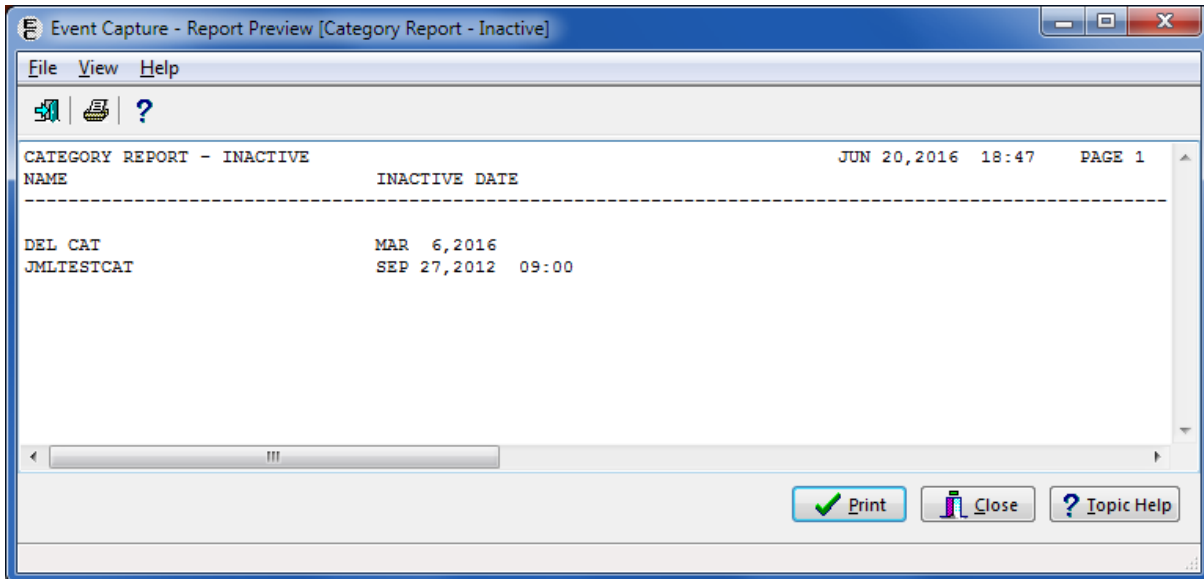 Event Capture - Report Preview [Category Report - Inactive]
File View Help
CATEGORY REPORT - INACTIVE JUN 20,2016 18:47 PAGE 1
NAME INACTIVE DATE
------------------------------------------------------------------------------------------------------------
DEL CAT MAR 6,2016
JMLTESTCAT SEP 27,2012 09:00
Print Close ? Topic Help